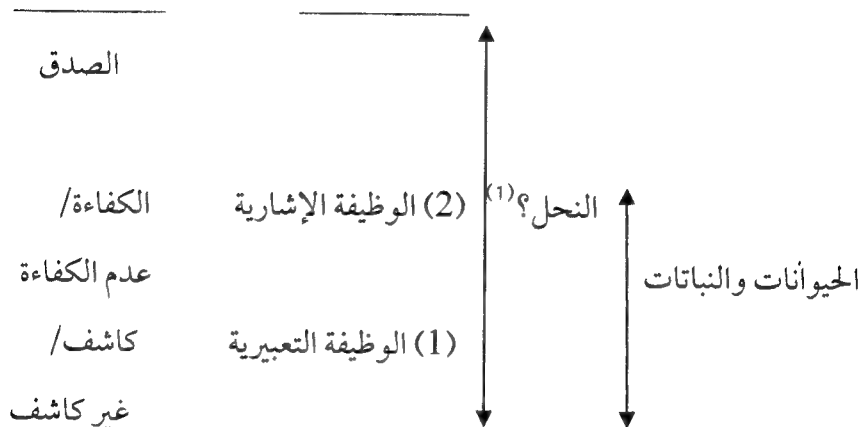 الصدق
النحل؟(1) (2) الوظيفة الإشارية الكفاءة/
الحيوانات والنباتات عدم الكفاءة
(1) الوظيفة التعبيرية كاشف/
غير كاشف